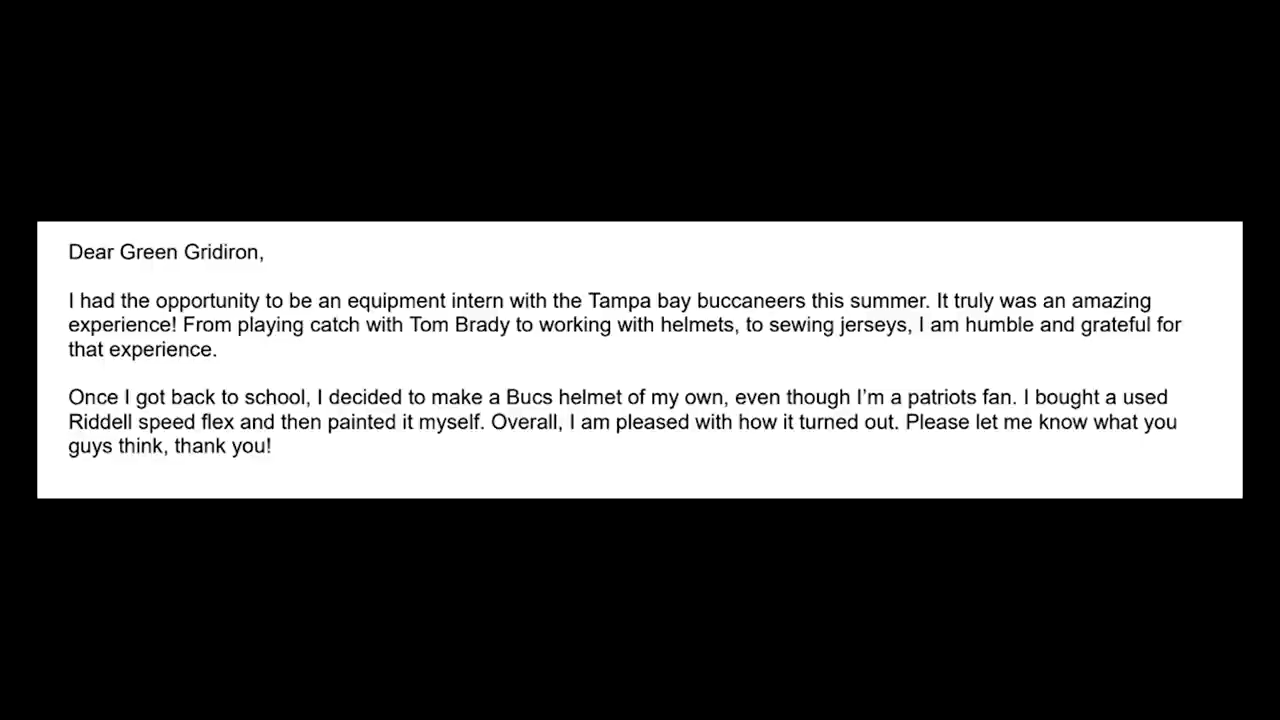 Dear Green Gridiron,
I had the opportunity to be an equipment intern with the Tampa bay buccaneers this summer. It truly was an amazing
experience! From playing catch with Tom Brady to working with helmets, to sewing jerseys, I am humble and grateful for
that experience.
Once I got back to school, I decided to make a Bucs helmet of my own, even though I’m a patriots fan. I bought a used
Riddell speed flex and then painted it myself. Overall, I am pleased with how it turned out. Please let me know what you
guys think, thank you!